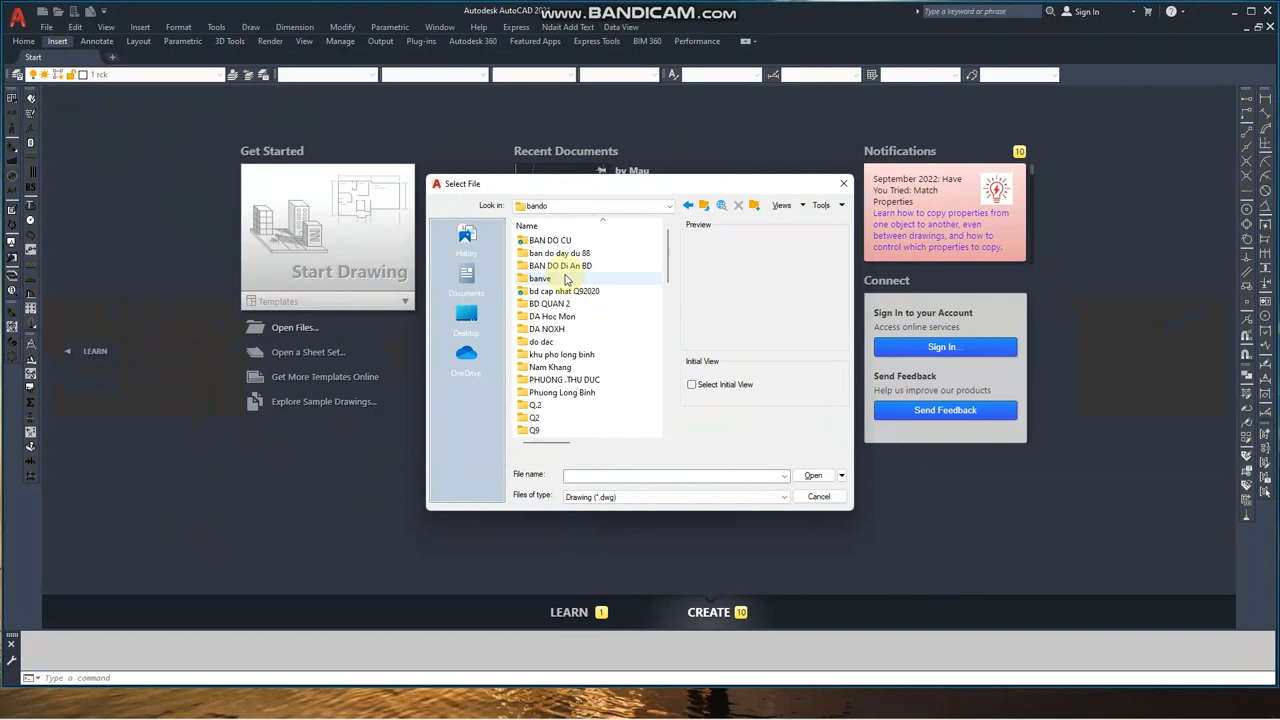 Autodesk AutoCAD
www.BANDICAM.com
Type a keyword or phrase
Sign In
File
Edit
View
Insert
Format
Tools
Draw
Dimension
Modify
Parametric
Window
Help
Express
Ndait Add Text
Data View
Home
Insert
Annotate
Layout
Parametric
3D Tools
Render
View
Manage
Output
Plug-ins
Autodesk 360
Featured Apps
Express Tools
BIM 360
Performance
Start
1 rck
Get Started
Recent Documents
Notifications
10
by Mau
Start Drawing
Templates
Open Files...
Open a Sheet Set...
Get More Templates Online
Explore Sample Drawings...
LEARN
September 2022: Have
You Tried: Match
Properties
Learn how to copy properties
from one object to another, even
between drawings, and how to
control which properties to copy.
Connect
Sign In to your Account
Access online services
Sign In...
Send Feedback
Help us improve our products
Send Feedback
Select File
Look in:
bando
Views
Tools
History
Documents
Desktop
OneDrive
Name
BAN DO CU
ban do day du 88
BAN DO Di An BD
banve
bd cap nhat Q92020
BD QUAN 2
DA Hoc Mon
DA NOXH
do dac
khu pho long binh
Nam Khang
PHUONG .THU DUC
Phuong Long Binh
Q.2
Q2
Q9
Preview
Initial View
Select Initial View
File name:
Open
Files of type:
Drawing (*.dwg)
Cancel
LEARN
1
CREATE
10
Type a command